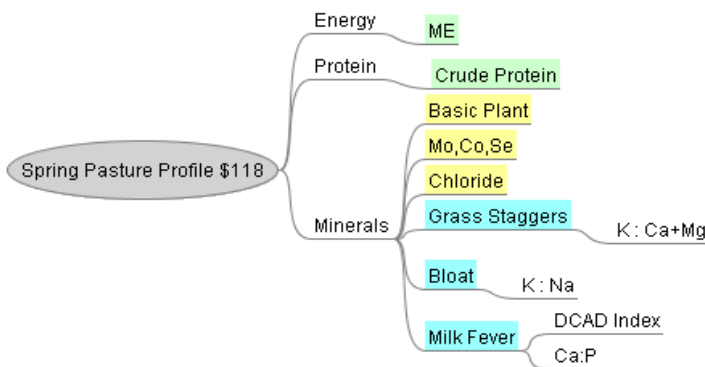 Energy
ME
Protein
Crude Protein
Basic Plant
Mo,Co,Se
Spring Pasture Profile $118
Chloride
Minerals
Grass Staggers
K : Ca+Mg
Bloat
K : Na
DCAD Index
Milk Fever
Ca:P